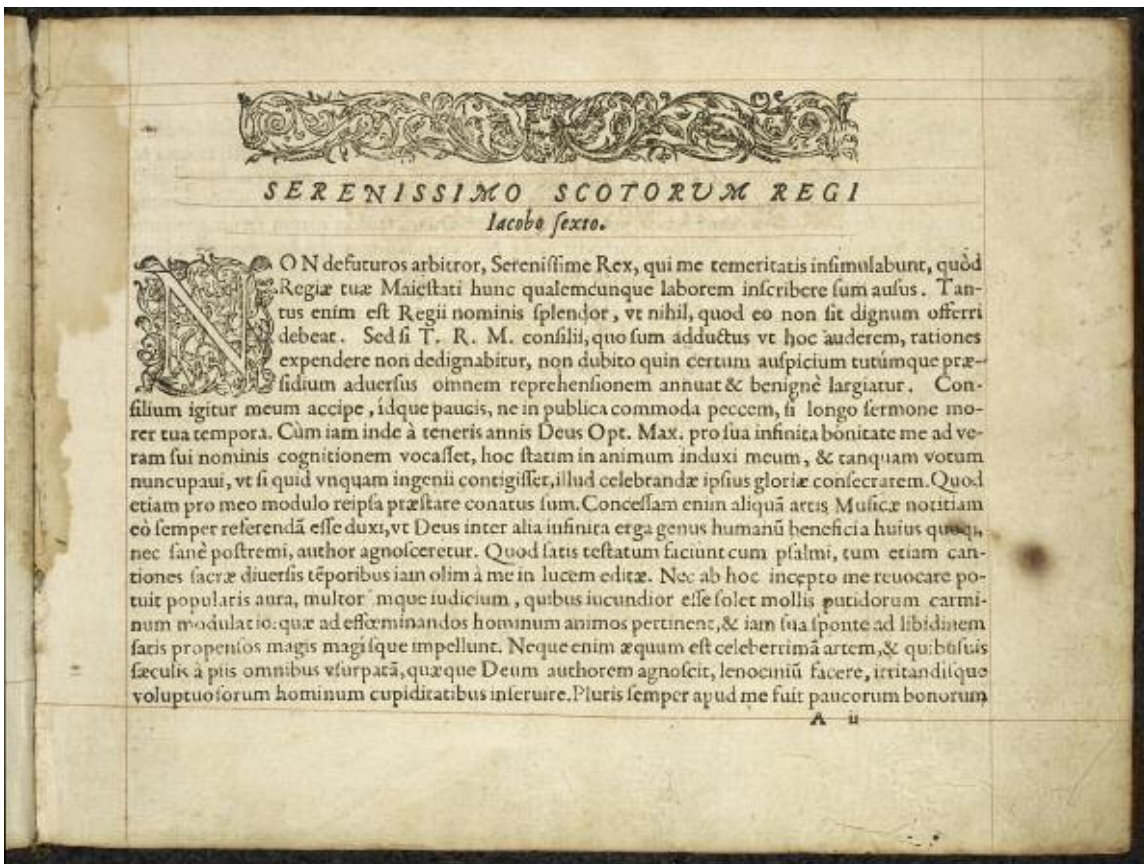 SERENISSIMO SCOTORUM REGI
Iacobo sexto.
NON defuturos arbitror, Serenissime Rex, qui me temeritatis insimulabunt, quòd
Regiæ tuæ Maiestati hunc qualemcunque laborem inscribere sum ausus. Tan-
tus enim est Regii nominis splendor, vt nihil, quod eo non sit dignum offerri
debeat. Sed si T. R. M. consilii, quo sum adductus vt hoc auderem, rationes
expendere non dedignabitur, non dubito quin certum auspicium tutúmque præ-
sidium aduersus omnem reprehensionem annuat & benignè largiatur. Con-
silium igitur meum accipe, idque paucis, ne in publica commoda peccem, si longo sermone mo-
rer tua tempora. Cùm iam inde à teneris annis Deus Opt. Max. pro sua infinita bonitate me ad ve-
ram sui nominis cognitionem vocasset, hoc statim in animum induxi meum, & tanquam votum
nuncupaui, vt si quid vnquam ingenii contigisset, illud celebrandæ ipsius gloriæ consecrarem. Quod
etiam pro meo modulo reipsa præstare conatus sum. Concessam enim aliquã artis Musicæ notitiam
eò semper referendã esse duxi, vt Deus inter alia infinita erga genus humanũ beneficia huius quoq;,
nec sanè postremi, author agnosceretur. Quod satis testatum faciunt cum psalmi, tum etiam can-
tiones sacræ diuersis tẽporibus iam olim à me in lucem editæ. Nec ab hoc incepto me reuocare po-
tuit popularis aura, multor mque iudicium, quibus iucundior esse solet mollis putidorum carmi-
num modulatio: quæ ad effœminandos hominum animos pertinent, & iam sua sponte ad libidinem
satis propensos magis magisque impellunt. Neque enim æquum est celeberrimã artem, & quibusuis
sæculis à piis omnibus vsurpatã, quæque Deum authorem agnoscit, lenociniũ facere, irritandisque
voluptuosorum hominum cupiditatibus inseruire. Pluris semper apud me fuit paucorum bonorum
A ii